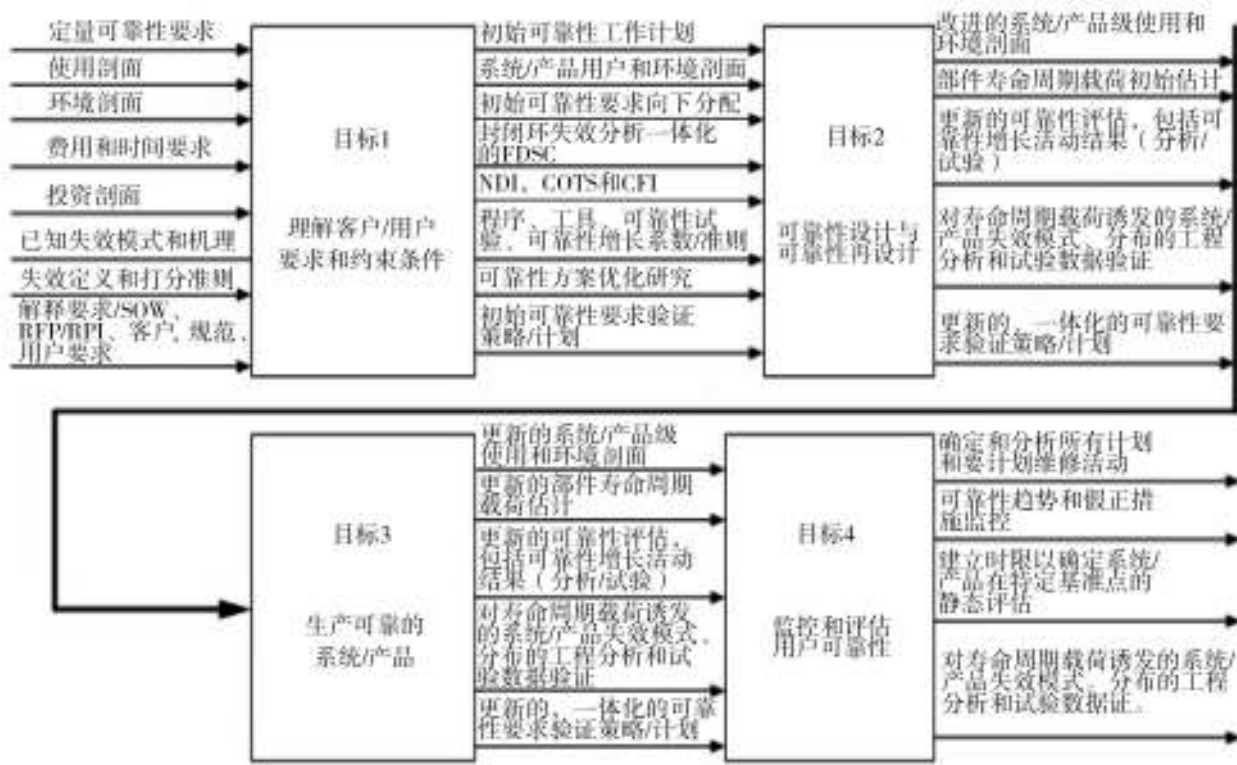 定量可靠性要求
使用剖面
环境剖面
费用和时间要求
投资剖面
已知失效模式和机理
失效定义和打分准则
解释要求/SOW、
RFP/RPI、客户, 规范、
用户要求
目标1
理解客户/用户
要求和约束条件
初始可靠性工作计划
系统/产品用户和环境剖面
初始可靠性要求向下分配
封闭环失效分析一体化
的FDSC
NDI、COTS和CFI
程序、工具、可靠性试
验、可靠性增长系数/准则
可靠性方案优化研究
初始可靠性要求验证
策略/计划
目标2
可靠性设计与
可靠性再设计
改进的系统/产品级使用和
环境剖面
部件寿命周期载荷初始估计
更新的可靠性评估, 包括可
靠性增长活动结果（分析/
试验）
对寿命周期载荷诱发的系统/
产品失效模式、分布的工程
分析和试验数据验证
更新的、一体化的可靠性要
求验证策略/计划
目标3
生产可靠的
系统/产品
更新的系统/产品级
使用和环境剖面
更新的部件寿命周期
载荷估计
更新的可靠性评估,
包括可靠性增长活动
结果（分析/试验）
对寿命周期载荷诱发
的系统/产品失效模式、
分布的工程分析和试
验数据验证
更新的、一体化的可靠
性要求验证策略/计划
目标4
监控和评估
用户可靠性
确定和分析所有计划
和要计划维修活动
可靠性趋势和假正措
施监控
建立时限以确定系统/
产品在特定基准点的
静态评估
对寿命周期载荷诱发的系统/
产品失效模式、分布的工程
分析和试验数据证。